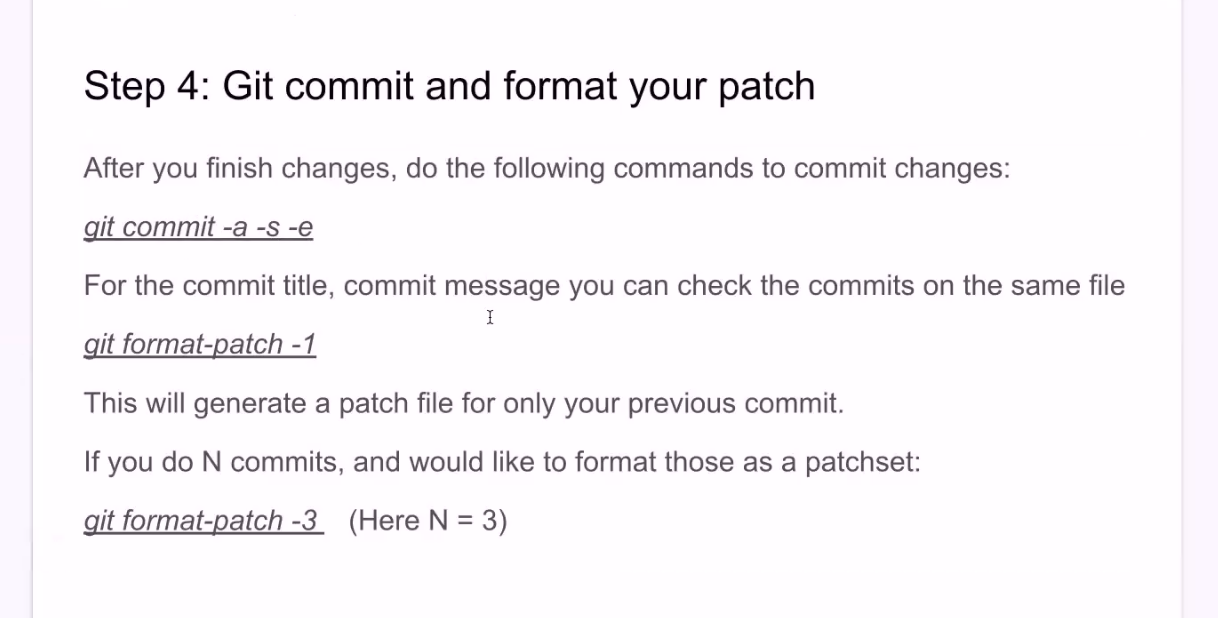 Step 4: Git commit and format your patch
After you finish changes, do the following commands to commit changes:
git commit -a -s -e
For the commit title, commit message you can check the commits on the same file
git format-patch -1
This will generate a patch file for only your previous commit.
If you do N commits, and would like to format those as a patchset:
git format-patch -3 (Here N = 3)